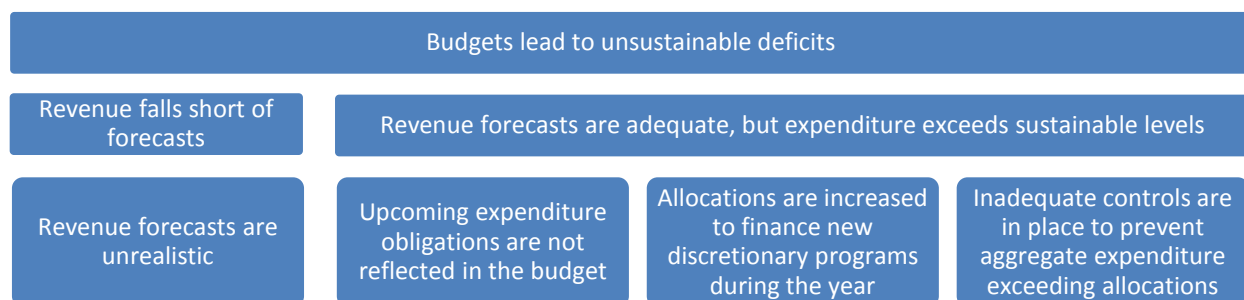 Budgets lead to unsustainable deficits
Revenue falls short of
forecasts
Revenue forecasts are adequate, but expenditure exceeds sustainable levels
Revenue forecasts are
unrealistic
Upcoming expenditure
obligations are not
reflected in the budget
Allocations are increased
to finance new
discretionary programs
during the year
Inadequate controls are
in place to prevent
aggregate expenditure
exceeding allocations